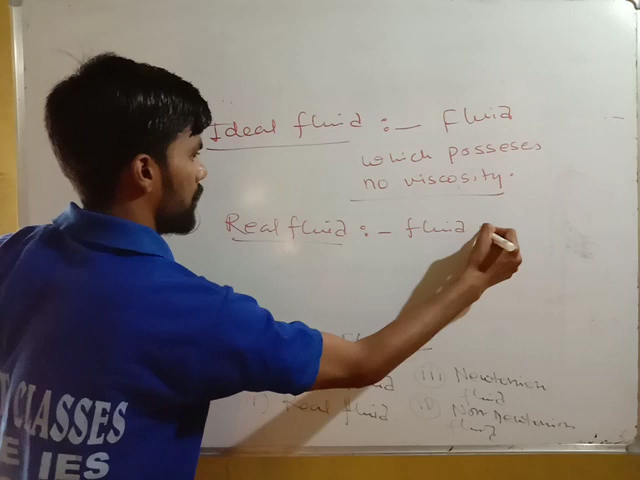 Ideal fluid :- Fluid
which posseses
no viscosity.
Real fluid :- fluid
iii) Newtonian
fluid
i) Real fluid
iv) Non newtonian
fluid
CLASSES
E IES